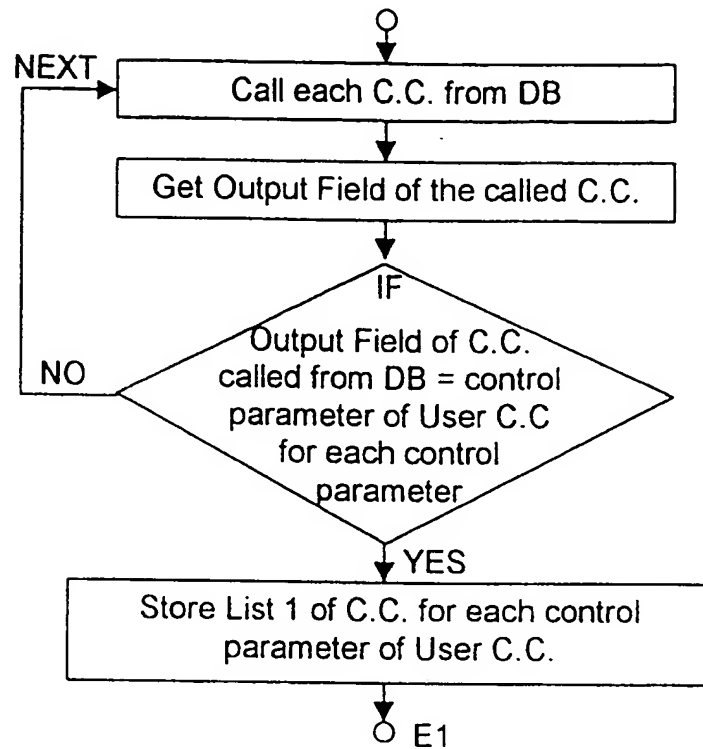 NEXT
Call each C.C. from DB
Get Output Field of the called C.C.
IF
Output Field of C.C.
called from DB = control
parameter of User C.C
for each control
parameter
NO
YES
Store List 1 of C.C. for each control
parameter of User C.C.
E1